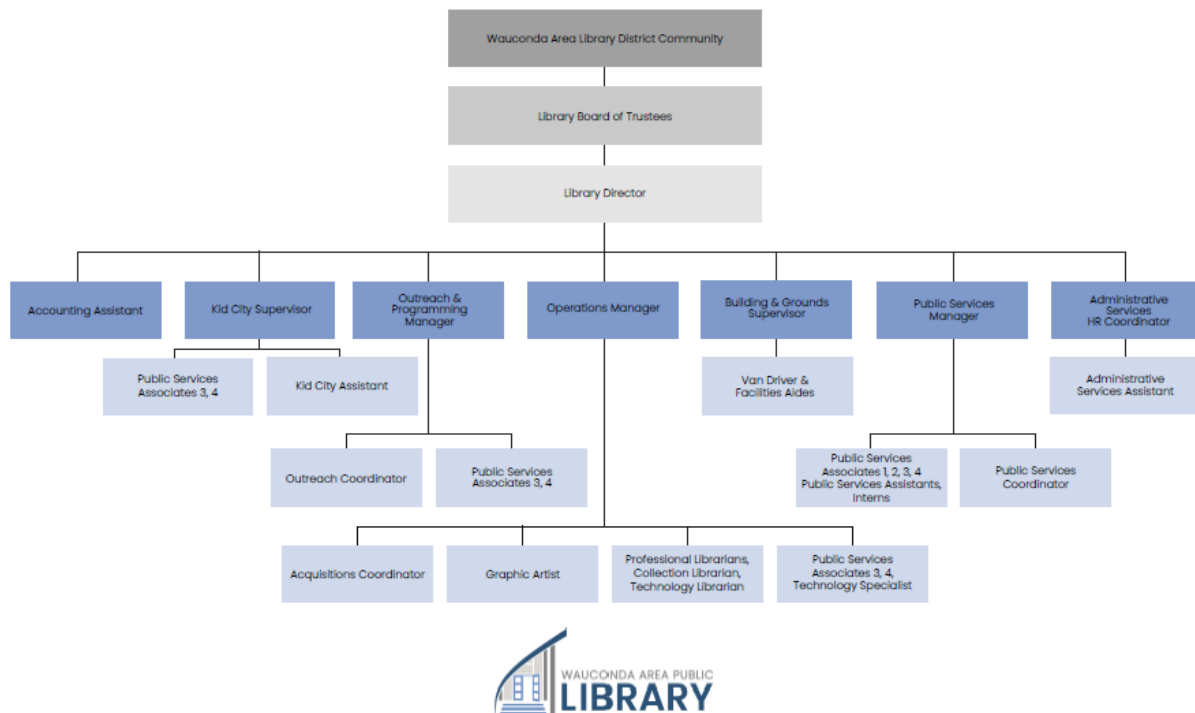 Wauconda Area Library District Community
Library Board of Trustees
Library Director
Accounting Assistant
Kid City Supervisor
Outreach &
Programming
Manager
Operations Manager
Building & Grounds
Supervisor
Public Services
Manager
Administrative
Services
HR Coordinator
Public Services
Associates 3, 4
Kid City Assistant
Van Driver &
Facilities Aides
Administrative
Services Assistant
Outreach Coordinator
Public Services
Associates 3, 4
Public Services
Associates 1, 2, 3, 4
Public Services Assistants,
Interns
Public Services
Coordinator
Acquisitions Coordinator
Graphic Artist
Professional Librarians,
Collection Librarian,
Technology Librarian
Public Services
Associates 3, 4,
Technology Specialist
WAUCONDA AREA PUBLIC
LIBRARY